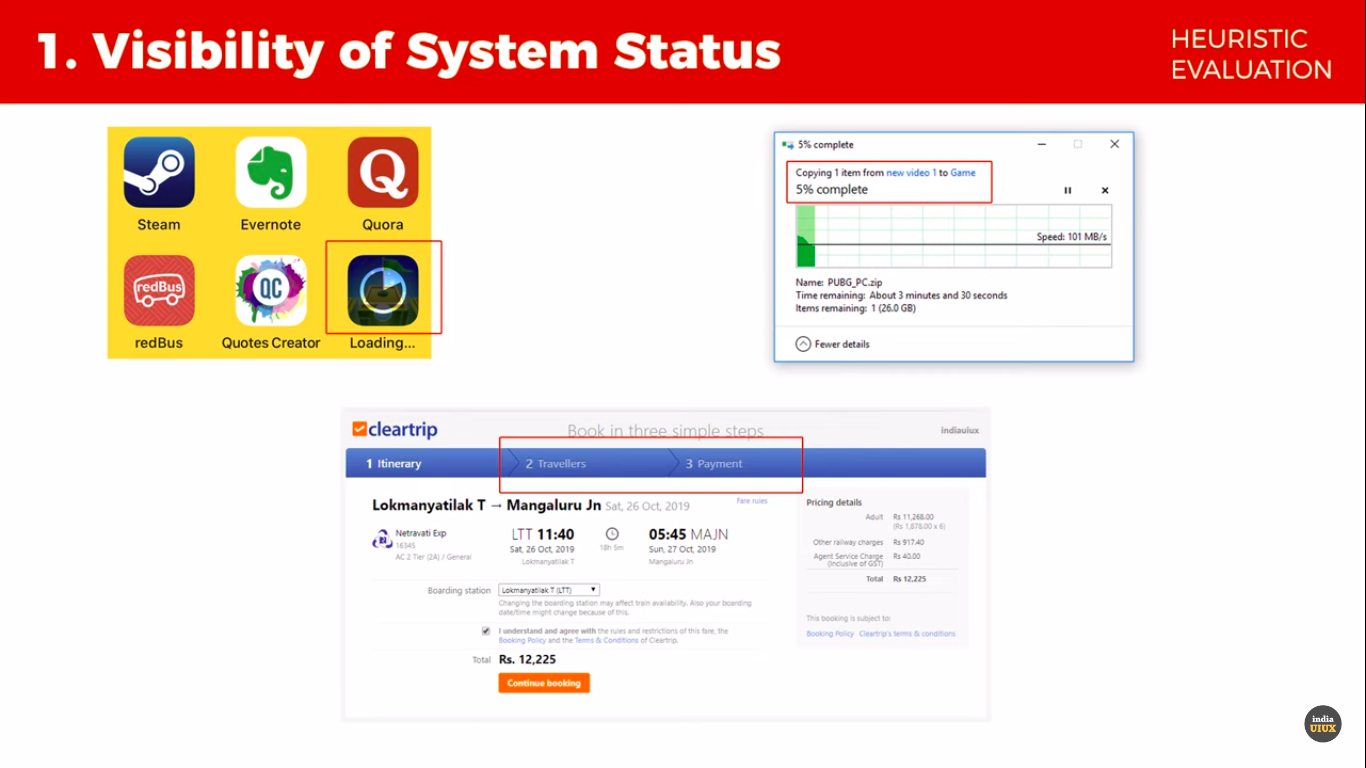 1. Visibility of System Status
HEURISTIC
EVALUATION
Steam
Evernote
Quora
redBus
QC
redBus
Quotes Creator
Loading...
5% complete
Copying 1 item from new video 1 to Game
5% complete
Speed: 101 MB/s
Name: PUBG_PC.zip
Time remaining: About 3 minutes and 30 seconds
Items remaining: 1 (26.0 GB)
Fewer details
cleartrip
Book in three simple steps
indiauiux
1 Itinerary
2 Travellers
3 Payment
Lokmanyatilak T → Mangaluru Jn Sat, 26 Oct, 2019
Fare rules
Netravati Exp
16345
AC 2 Tier (2A) / General
LTT 11:40
Sat, 26 Oct, 2019
Lokmanyatilak T
18h 5m
05:45 MAJN
Sun, 27 Oct, 2019
Mangaluru Jn
Boarding station
Lokmanyatilak T (LTT)
Changing the boarding station may affect train availability. Also your boarding
date/time might change because of this.
I understand and agree with the rules and restrictions of this fare, the
Booking Policy and the Terms & Conditions of Cleartrip.
Total Rs. 12,225
Continue booking
Pricing details
Adult Rs 11,268.00
(Rs 1,878.00 x 6)
Other railway charges Rs 917.40
Agent Service Charge Rs 40.00
(Inclusive of GST)
Total Rs 12,225
This booking is subject to:
Booking Policy Cleartrip's terms & conditions
india
UIUX